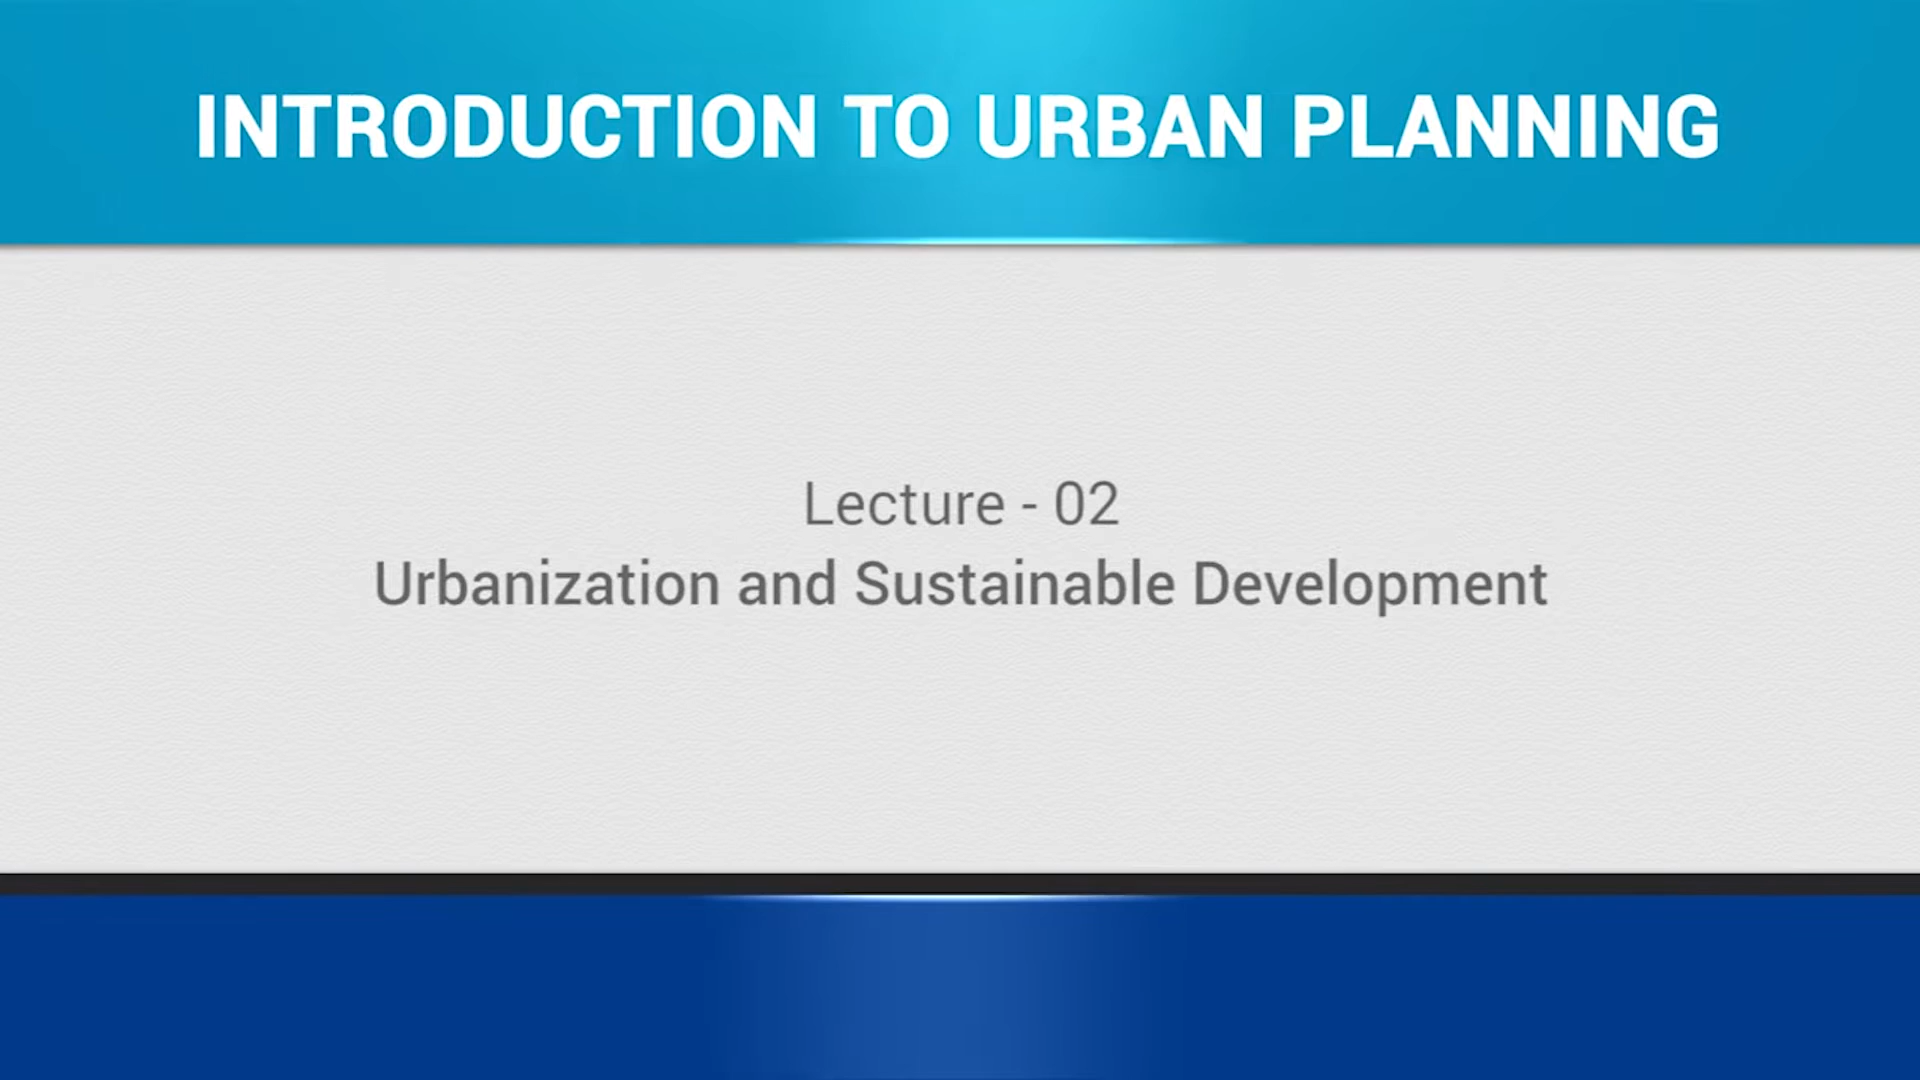 INTRODUCTION TO URBAN PLANNING
Lecture - 02
Urbanization and Sustainable Development